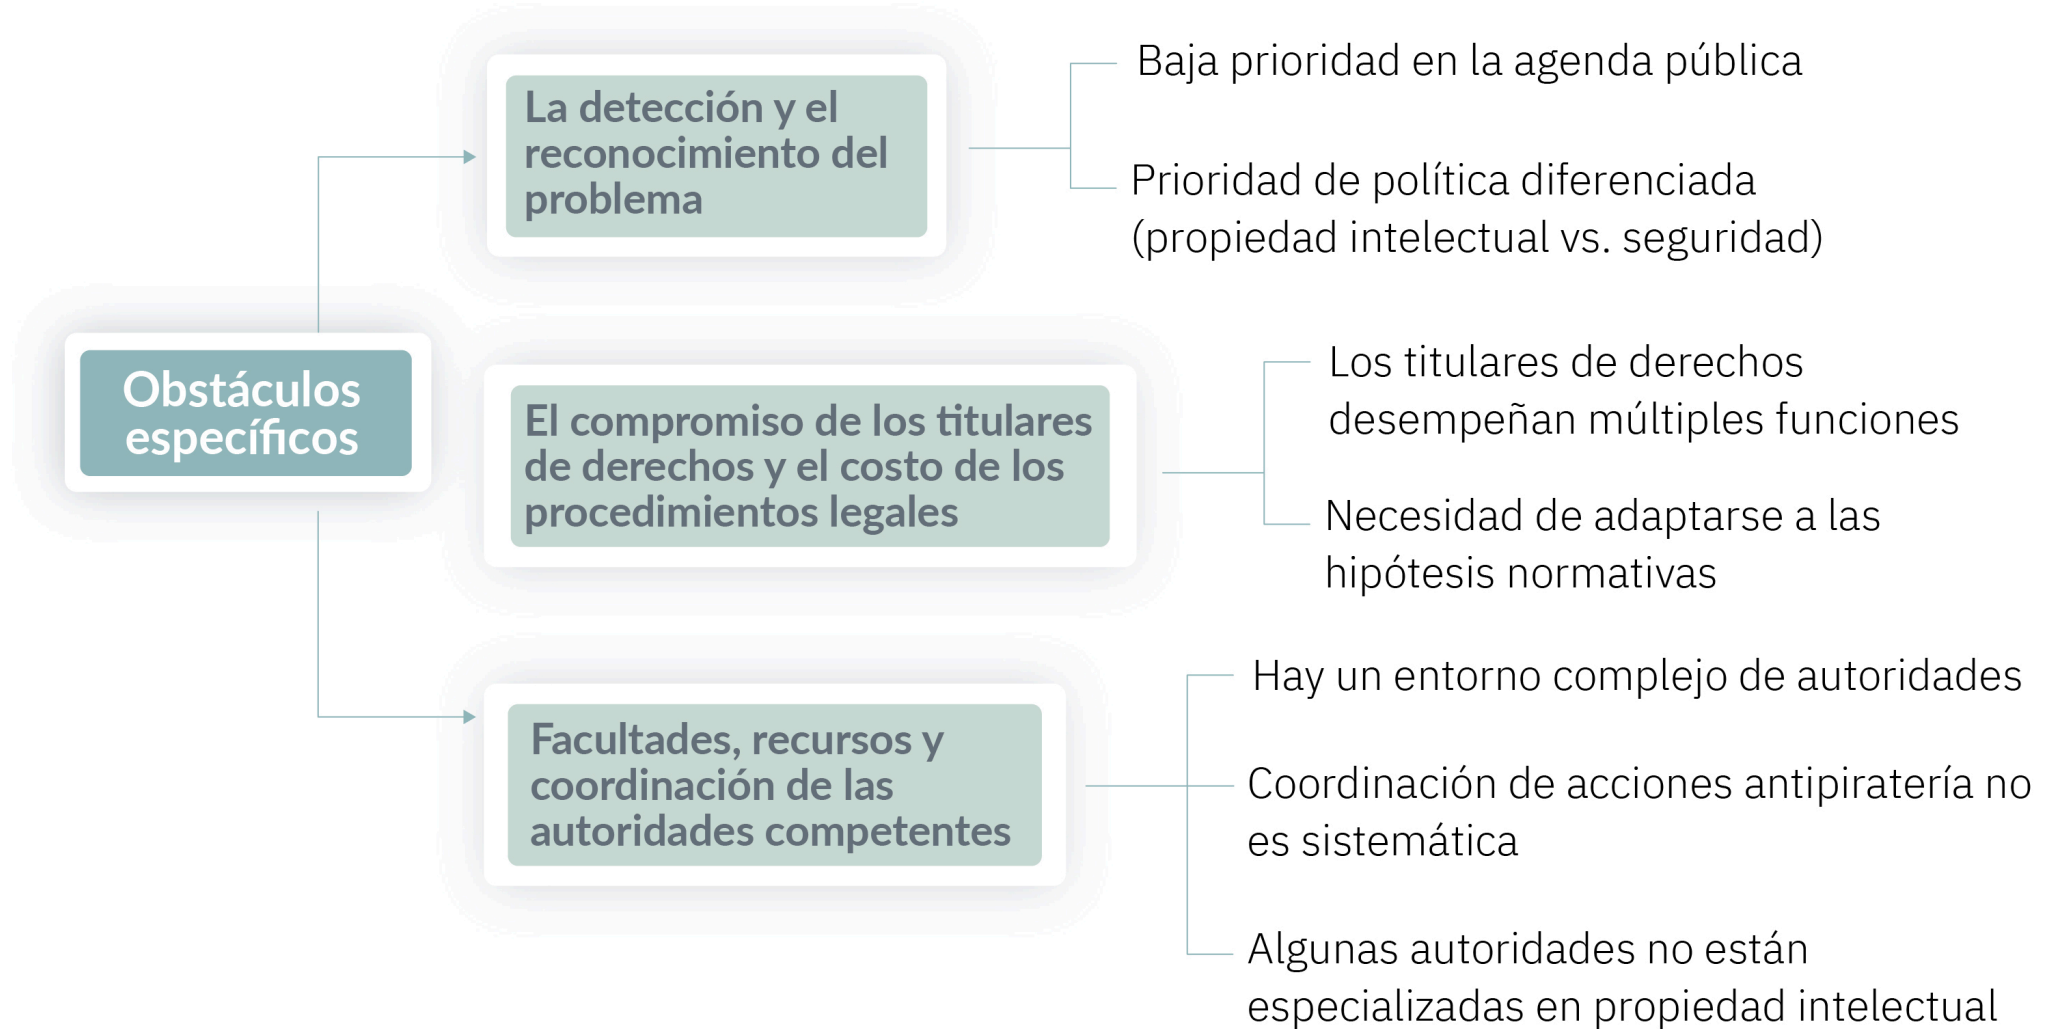 Obstáculos
específicos
La detección y el
reconocimiento del
problema
Baja prioridad en la agenda pública
Prioridad de política diferenciada
(propiedad intelectual vs. seguridad)
El compromiso de los titulares
de derechos y el costo de los
procedimientos legales
Los titulares de derechos
desempeñan múltiples funciones
Necesidad de adaptarse a las
hipótesis normativas
Facultades, recursos y
coordinación de las
autoridades competentes
Hay un entorno complejo de autoridades
Coordinación de acciones antipiratería no
es sistemática
Algunas autoridades no están
especializadas en propiedad intelectual